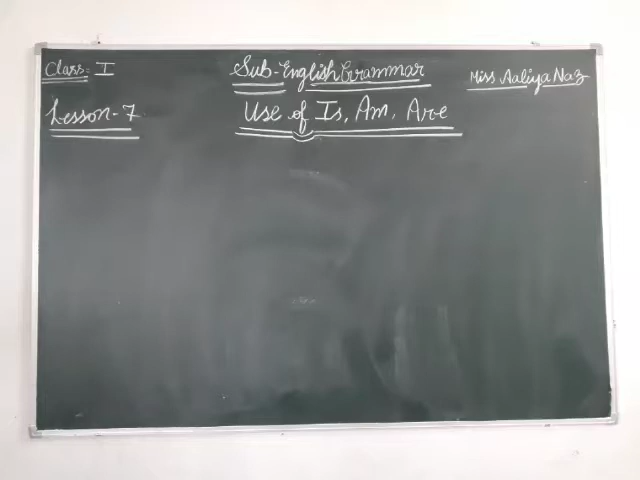 Class:- I
Sub-English Grammar
Miss Aaliya Naz
Lesson-7
Use of Is, Am, Are